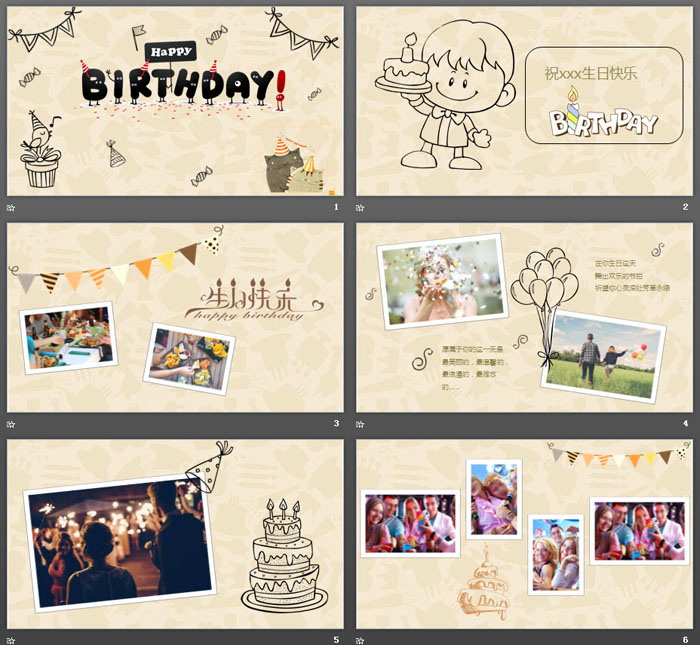 Happy
BIRTHDAY!
1
祝xxx生日快乐
BIRTHDAY
2
生日快乐
happy birthday
3
在你生日这天
舞出欢乐的节拍
祈望你心灵深处芳草永绿
愿属于你的这一天是
最美丽的、最温馨的、
最浪漫的、最难忘
的......
4
5
6